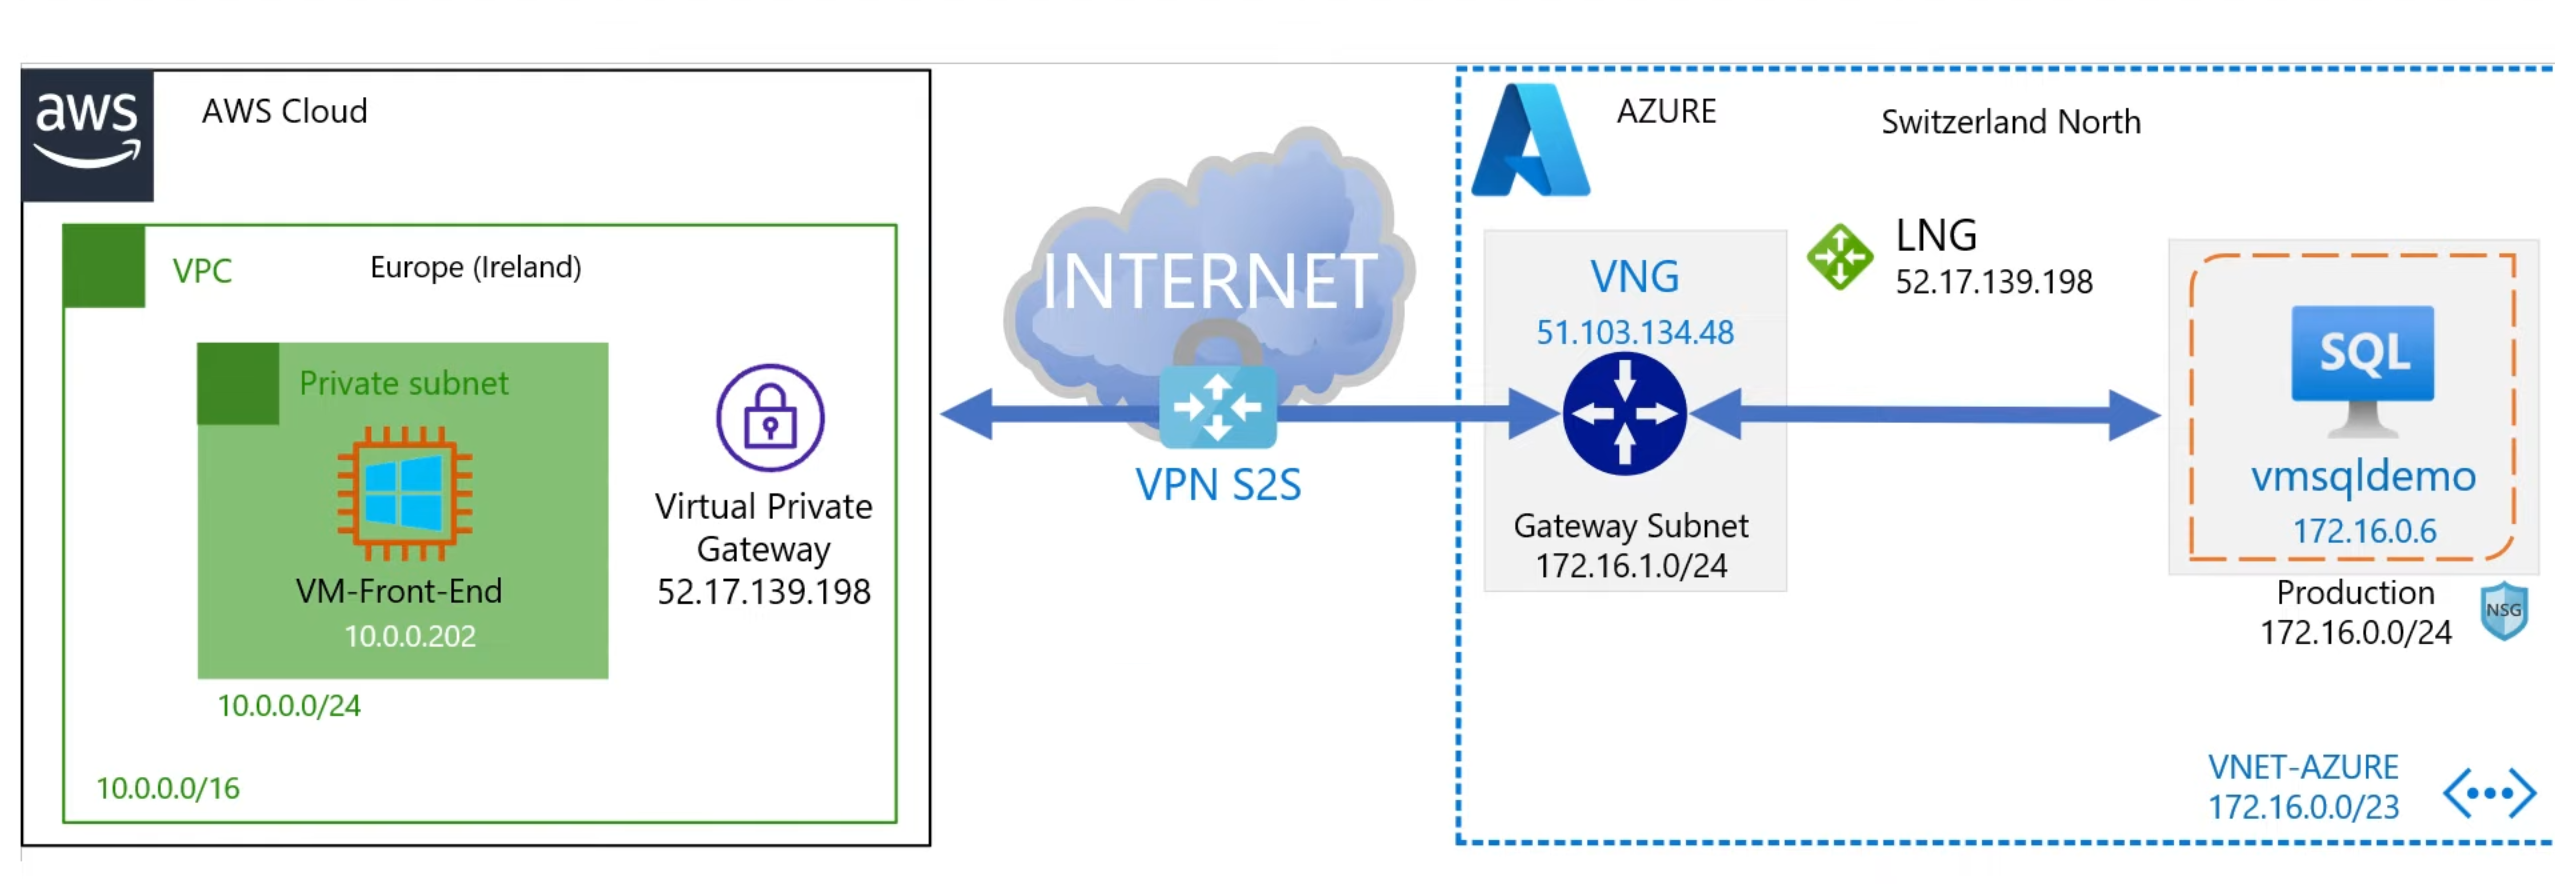 aws
AWS Cloud
VPC
Europe (Ireland)
Private subnet
VM-Front-End
10.0.0.202
10.0.0.0/24
10.0.0.0/16
Virtual Private
Gateway
52.17.139.198
INTERNET
VPN S2S
AZURE
Switzerland North
VNG
51.103.134.48
Gateway Subnet
172.16.1.0/24
LNG
52.17.139.198
SQL
vmsqldemo
172.16.0.6
Production
172.16.0.0/24
NSG
VNET-AZURE
172.16.0.0/23